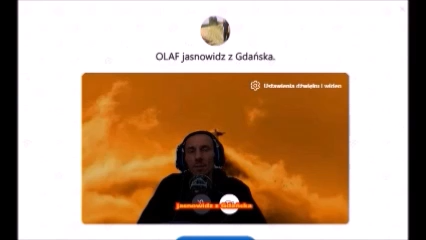 OLAF jasnowidz z Gdańska.
Ustawienia dźwięku i wideo
jasnowidz z Gdańska